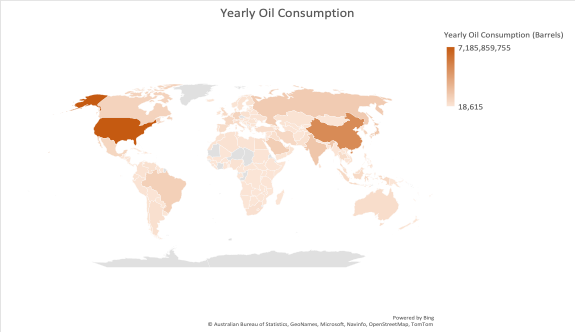 Yearly Oil Consumption
Yearly Oil Consumption (Barrels)
7,185,859,755
18,615
Powered by Bing
© Australian Bureau of Statistics, GeoNames, Microsoft, Navinfo, OpenStreetMap, TomTom